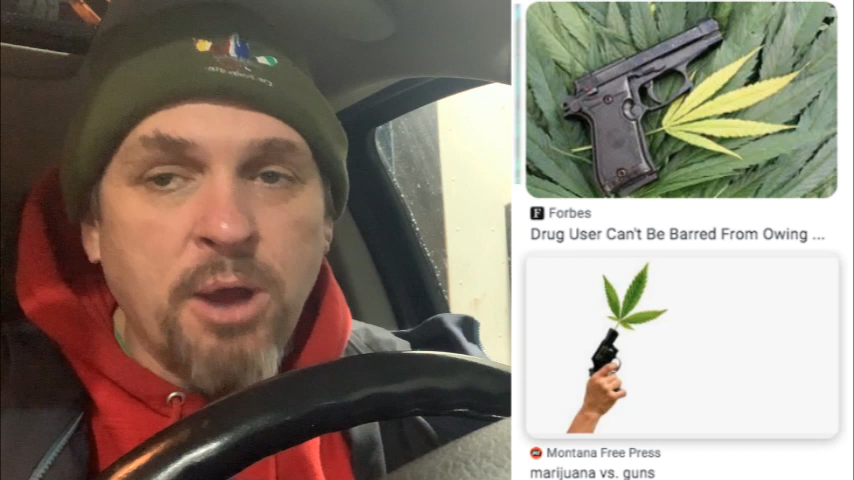 Forbes
Drug User Can't Be Barred From Owing ...
Montana Free Press
marijuana vs. guns